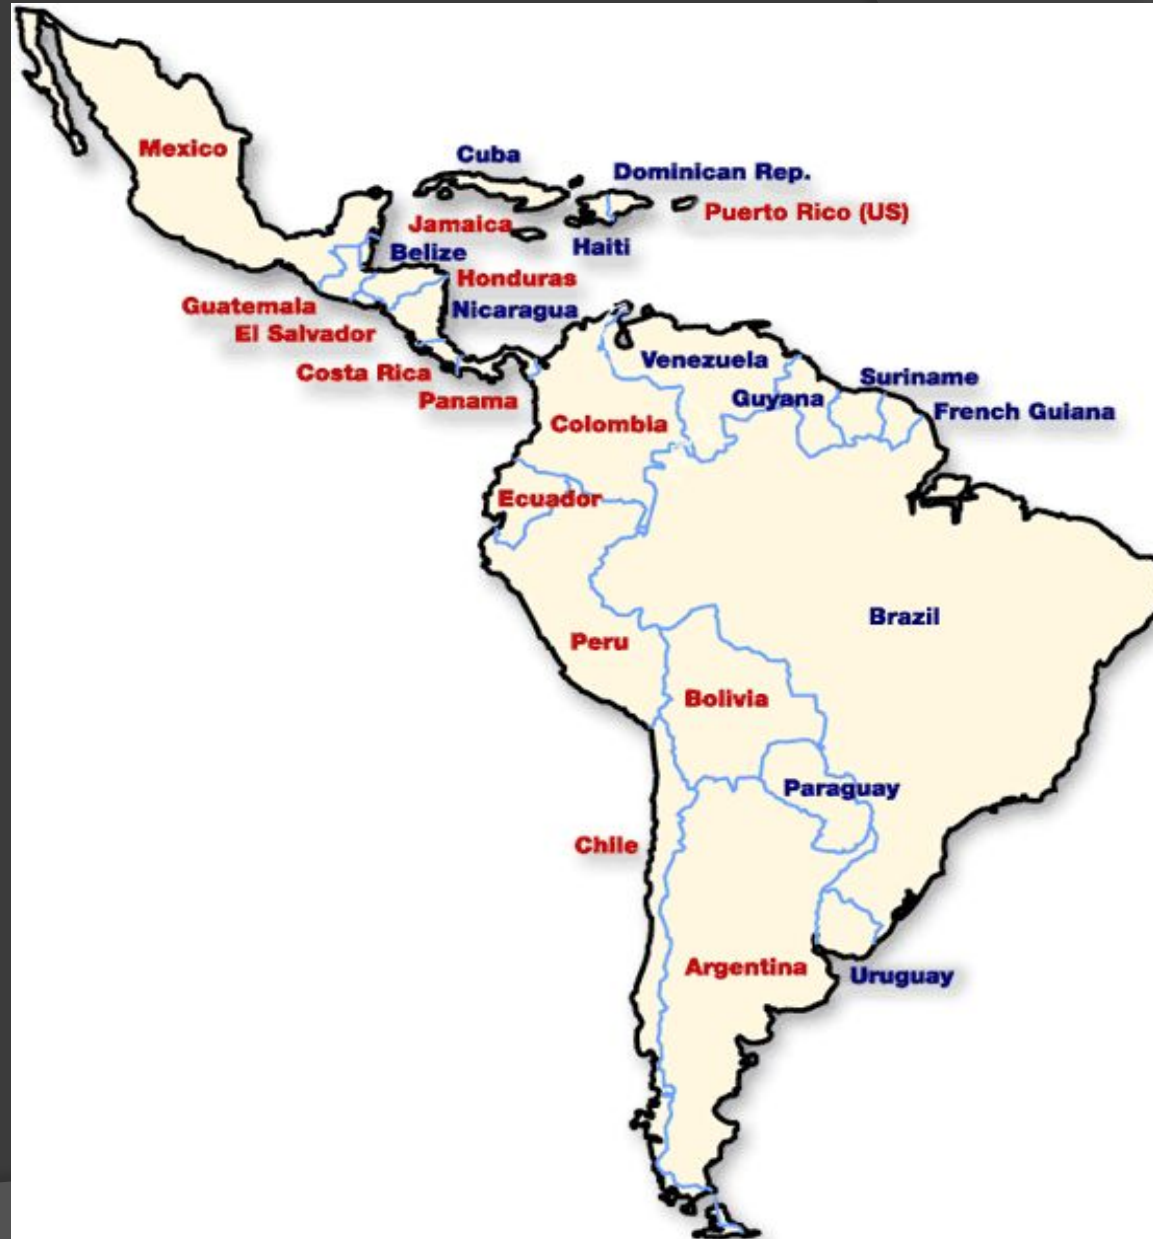 Mexico
Cuba
Dominican Rep.
Puerto Rico (US)
Jamaica
Haiti
Belize
Honduras
Guatemala
Nicaragua
El Salvador
Costa Rica
Panama
Venezuela
Suriname
Guyana
French Guiana
Colombia
Ecuador
Brazil
Peru
Bolivia
Paraguay
Chile
Argentina
Uruguay